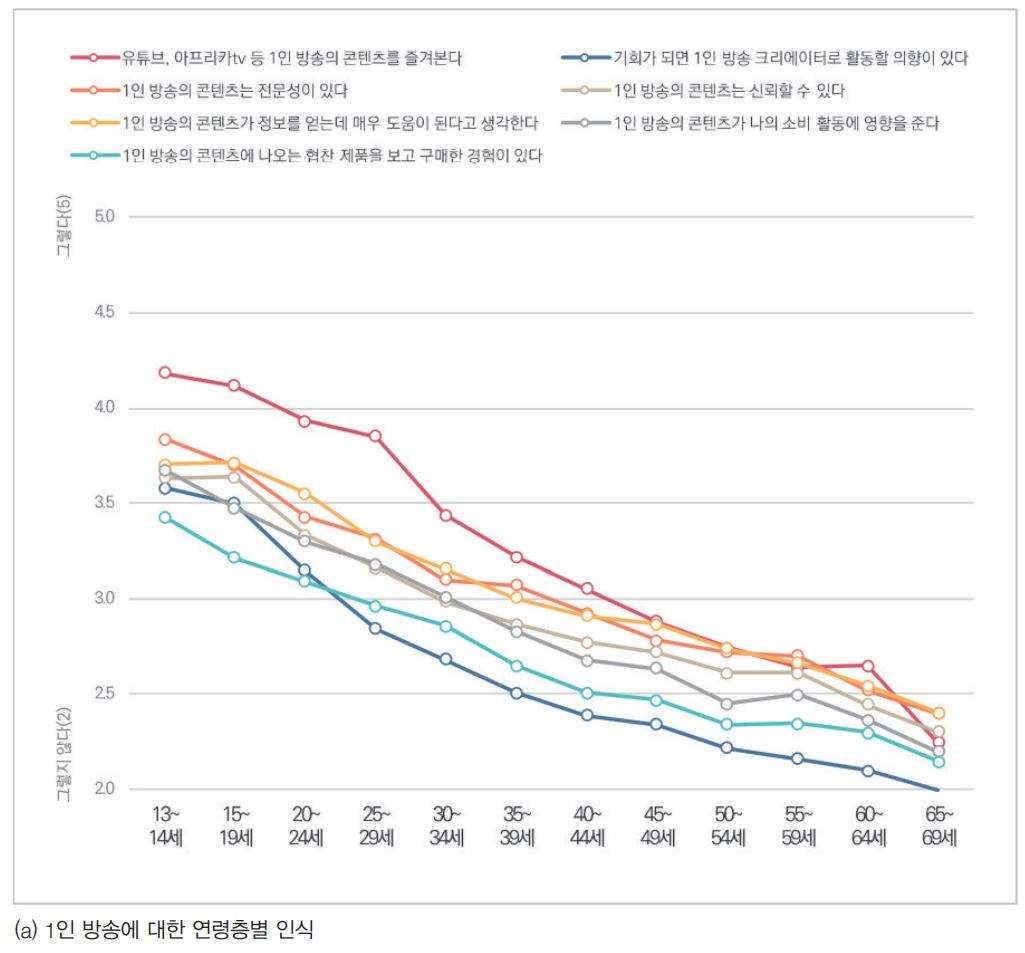 유튜브, 아프리카tv 등 1인 방송의 콘텐츠를 즐겨본다
기회가 되면 1인 방송 크리에이터로 활동할 의향이 있다
1인 방송의 콘텐츠는 전문성이 있다
1인 방송의 콘텐츠는 신뢰할 수 있다
1인 방송의 콘텐츠가 정보를 얻는데 매우 도움이 된다고 생각한다
1인 방송의 콘텐츠가 나의 소비 활동에 영향을 준다
1인 방송의 콘텐츠에 나오는 협찬 제품을 보고 구매한 경험이 있다
그렇다(5)
5.0
4.5
4.0
3.5
3.0
2.5
그렇지 않다(2)
2.0
13~ 15~ 20~ 25~ 30~ 35~ 40~ 45~ 50~ 55~ 60~ 65~
14세 19세 24세 29세 34세 39세 44세 49세 54세 59세 64세 69세
(a) 1인 방송에 대한 연령층별 인식